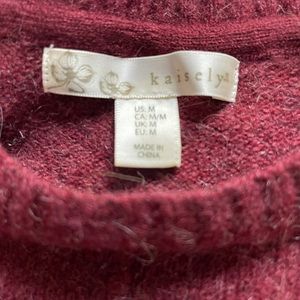 kaisely
US: M
CA: M/M
UK: M
EU: M
MADE IN
CHINA